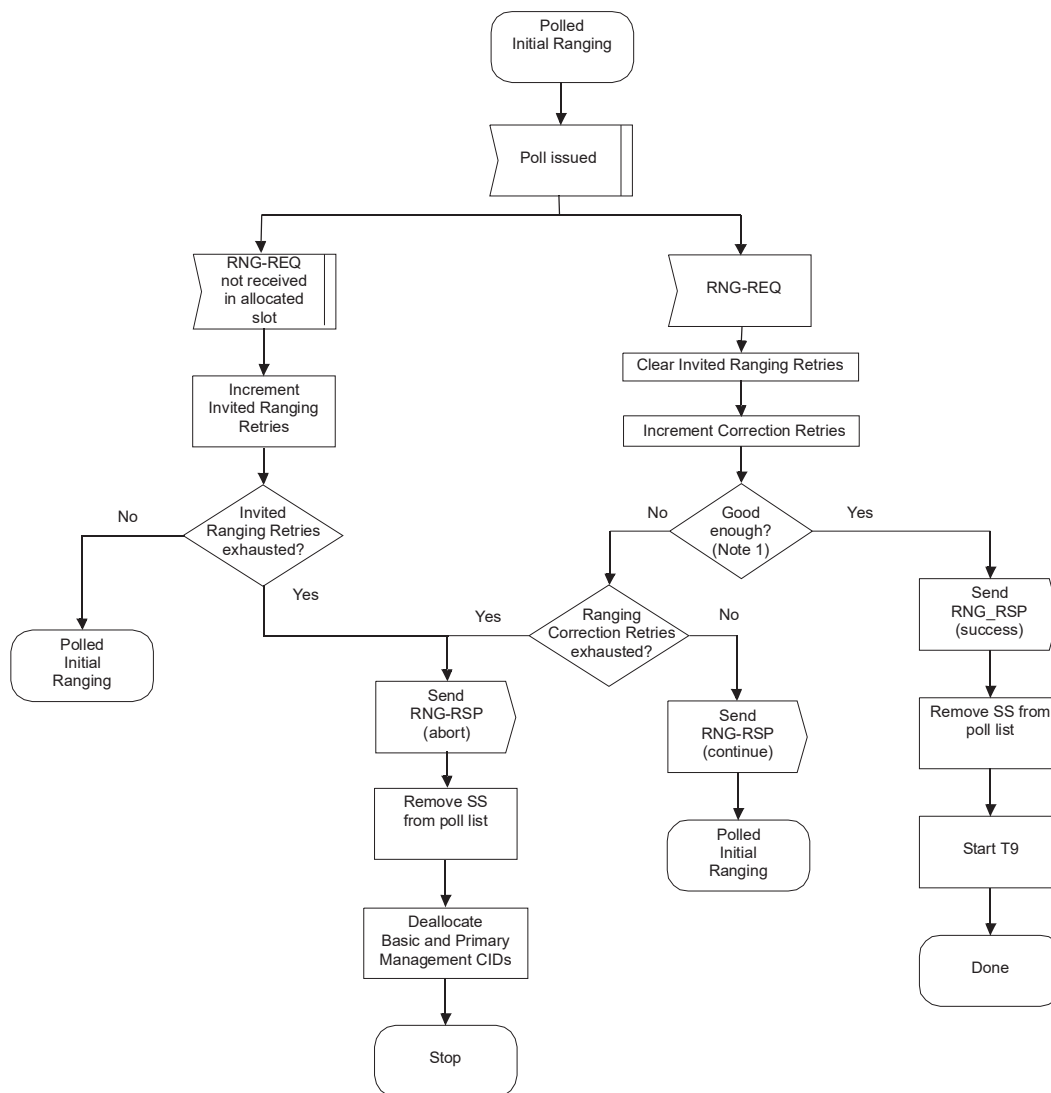 Polled
Initial Ranging
Poll issued
RNG-REQ
not received
in allocated
slot
RNG-REQ
Clear Invited Ranging Retries
Increment
Invited Ranging
Retries
Increment Correction Retries
No
Invited
Ranging Retries
exhausted?
Yes
No
Good
enough?
(Note 1)
Yes
Polled
Initial
Ranging
Yes
Ranging
Correction Retries
exhausted?
No
Send
RNG_RSP
(success)
Send
RNG-RSP
(abort)
Send
RNG-RSP
(continue)
Remove SS from
poll list
Remove SS
from poll list
Polled
Initial
Ranging
Start T9
Deallocate
Basic and Primary
Management CIDs
Done
Stop